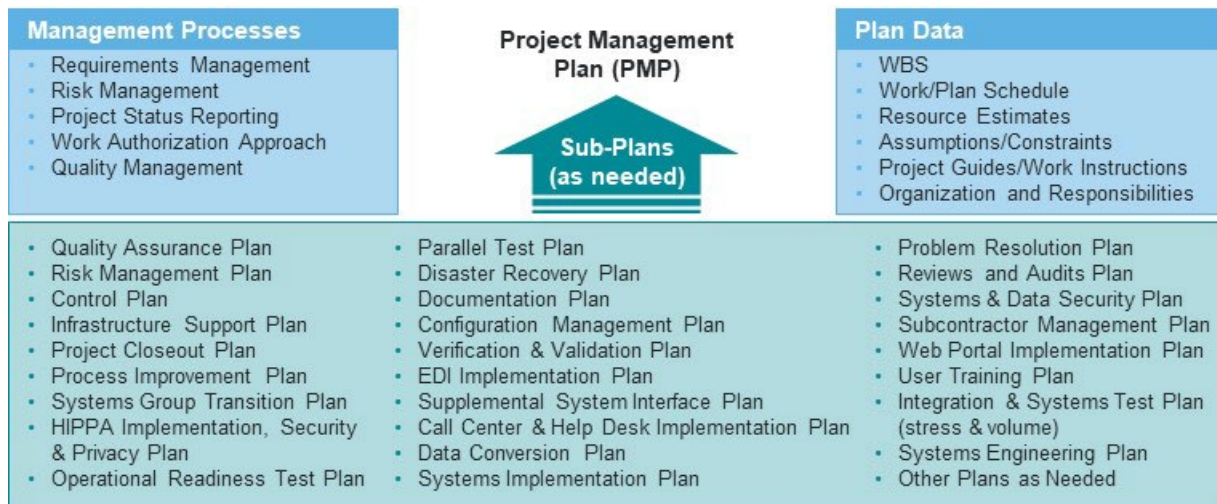 Management Processes
Requirements Management
Risk Management
Project Status Reporting
Work Authorization Approach
Quality Management
Project Management
Plan (PMP)
Sub-Plans
(as needed)
Plan Data
WBS
Work/Plan Schedule
Resource Estimates
Assumptions/Constraints
Project Guides/Work Instructions
Organization and Responsibilities
Quality Assurance Plan
Risk Management Plan
Control Plan
Infrastructure Support Plan
Project Closeout Plan
Process Improvement Plan
Systems Group Transition Plan
HIPPA Implementation, Security
& Privacy Plan
Operational Readiness Test Plan
Parallel Test Plan
Disaster Recovery Plan
Documentation Plan
Configuration Management Plan
Verification & Validation Plan
EDI Implementation Plan
Supplemental System Interface Plan
Call Center & Help Desk Implementation Plan
Data Conversion Plan
Systems Implementation Plan
Problem Resolution Plan
Reviews and Audits Plan
Systems & Data Security Plan
Subcontractor Management Plan
Web Portal Implementation Plan
User Training Plan
Integration & Systems Test Plan
(stress & volume)
Systems Engineering Plan
Other Plans as Needed